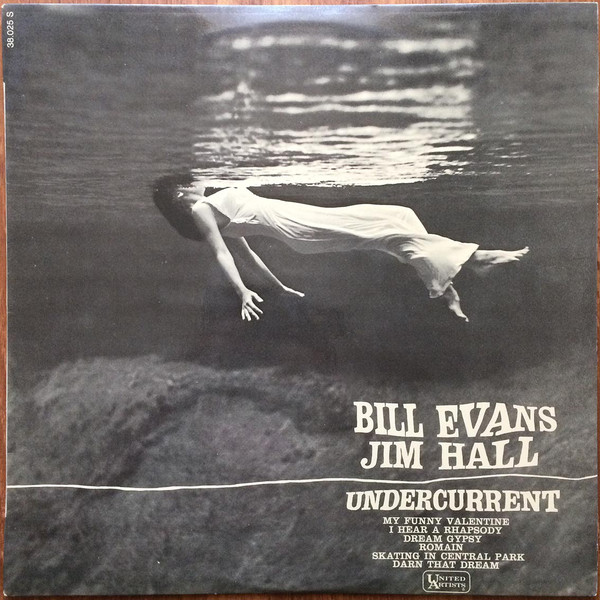 38.025 S
BILL EVANS
JIM HALL
UNDERCURRENT
MY FUNNY VALENTINE
I HEAR A RHAPSODY
DREAM GYPSY
ROMAIN
SKATING IN CENTRAL PARK
DARN THAT DREAM
UNITED
ARTISTS